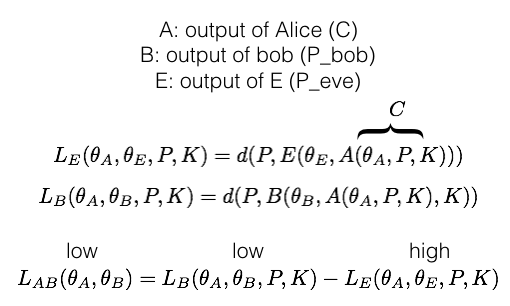 A: output of Alice (C)
B: output of bob (P_bob)
E: output of E (P_eve)
C
L_E(θ_A, θ_E, P, K) = d(P, E(θ_E, A(θ_A, P, K)))
L_B(θ_A, θ_B, P, K) = d(P, B(θ_B, A(θ_A, P, K), K))
low low high
L_AB(θ_A, θ_B) = L_B(θ_A, θ_B, P, K) − L_E(θ_A, θ_E, P, K)